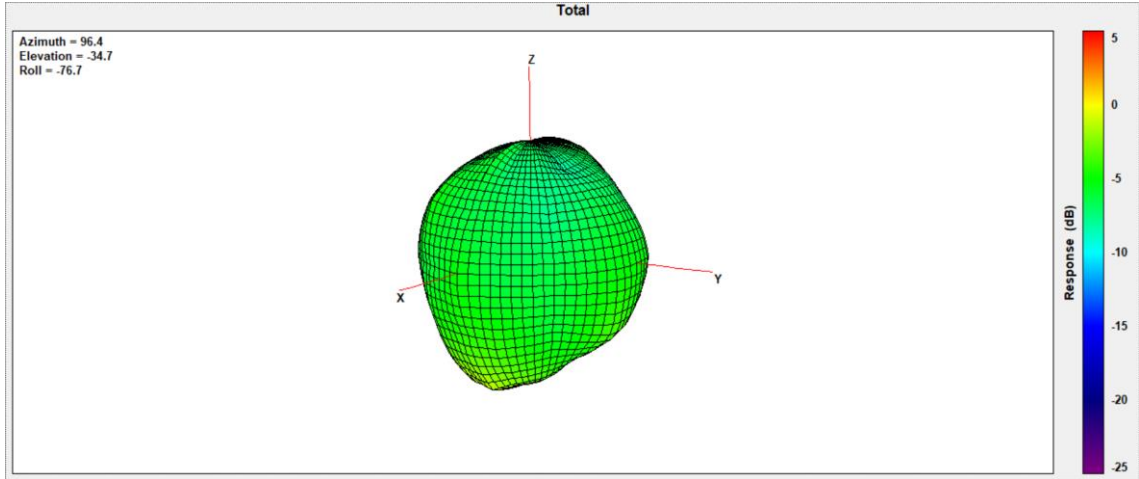 Total
Azimuth = 96.4
Elevation = -34.7
Roll = -76.7
Z
X
Y
5
0
-5
-10
-15
-20
-25
Response (dB)